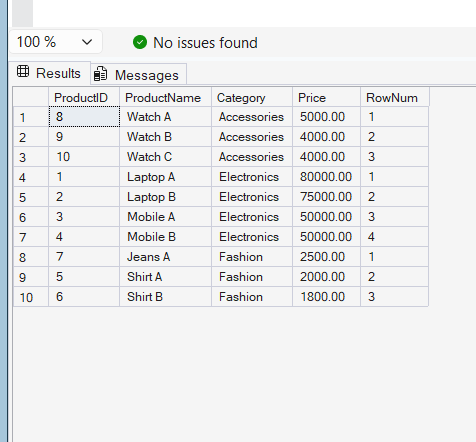 100 % No issues found
Results Messages
ProductID ProductName Category Price RowNum
1 8 Watch A Accessories 5000.00 1
2 9 Watch B Accessories 4000.00 2
3 10 Watch C Accessories 4000.00 3
4 1 Laptop A Electronics 80000.00 1
5 2 Laptop B Electronics 75000.00 2
6 3 Mobile A Electronics 50000.00 3
7 4 Mobile B Electronics 50000.00 4
8 7 Jeans A Fashion 2500.00 1
9 5 Shirt A Fashion 2000.00 2
10 6 Shirt B Fashion 1800.00 3